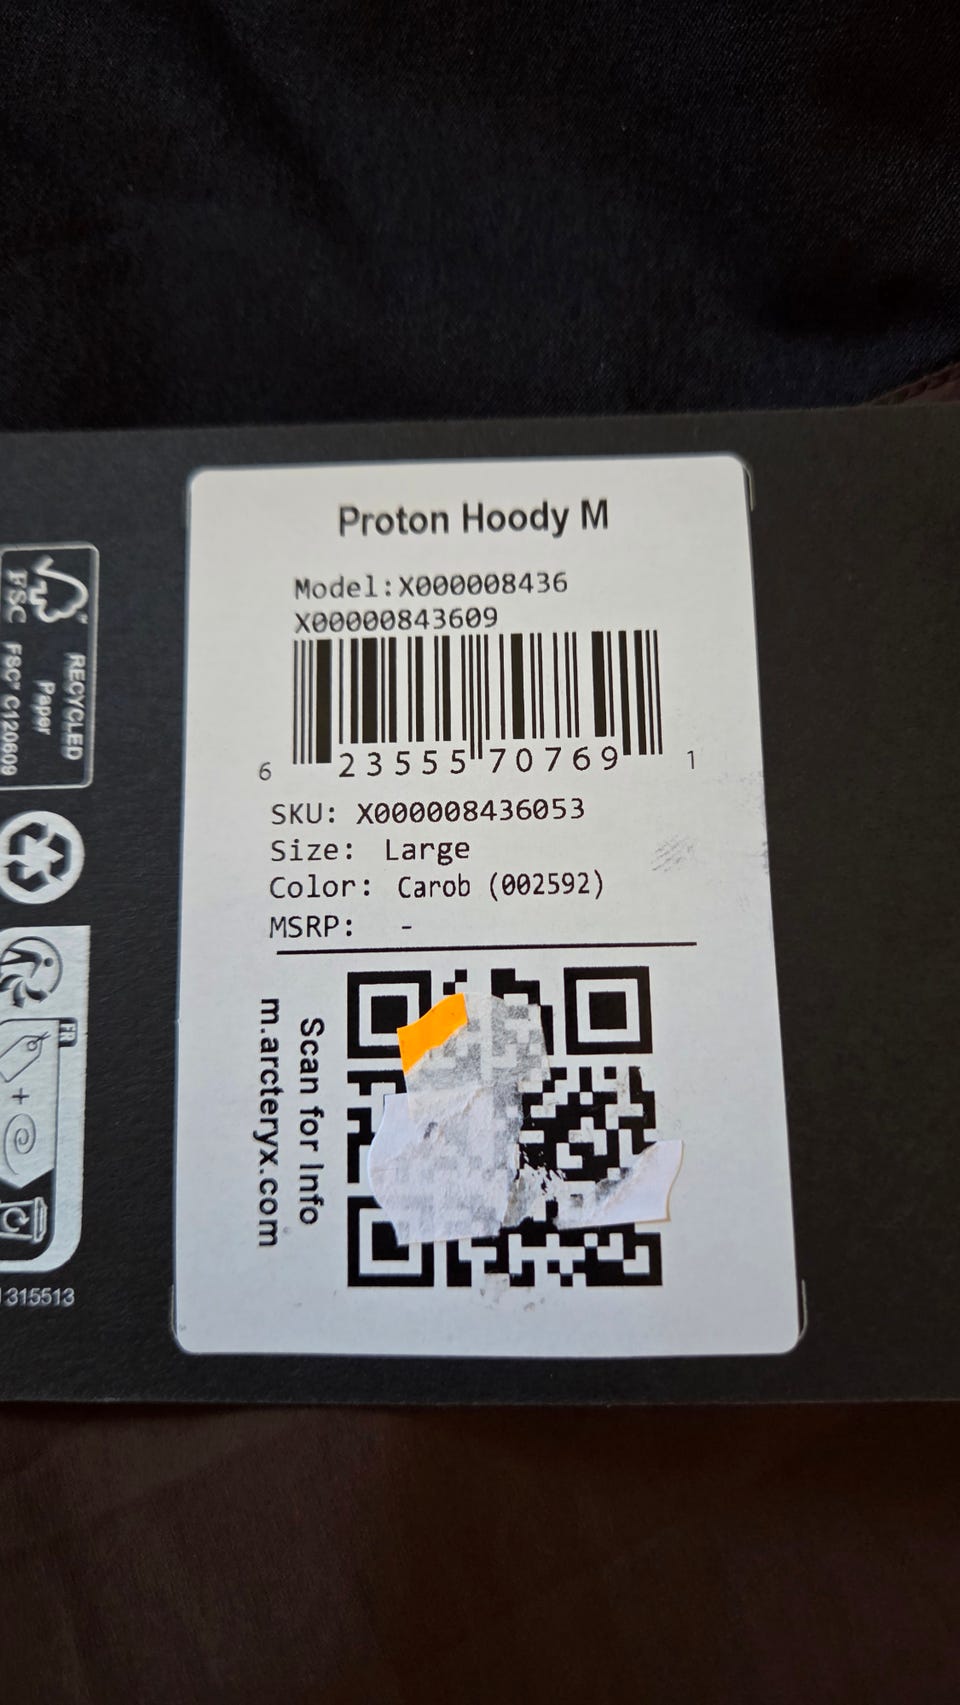 Proton Hoody M
Model:X000008436
X00000843609
6 23555 70769 1
SKU: X000008436053
Size: Large
Color: Carob (002592)
MSRP: -
Scan for Info
m.arcteryx.com
FSC
RECYCLED
Paper
FSC® C120609
FR
+
315513